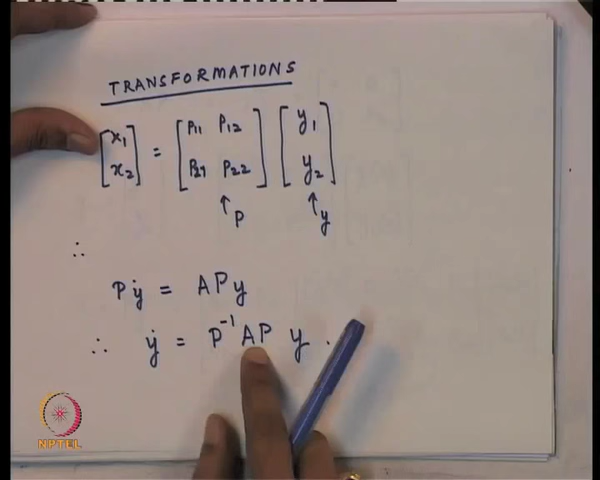 TRANSFORMATIONS
[x₁ x₂] = [p₁₁ p₁₂ p₂₁ p₂₂] [y₁ y₂]
↑P ↑y
∴
Pẏ = APy
∴ ẏ = P⁻¹AP y .
NPTEL